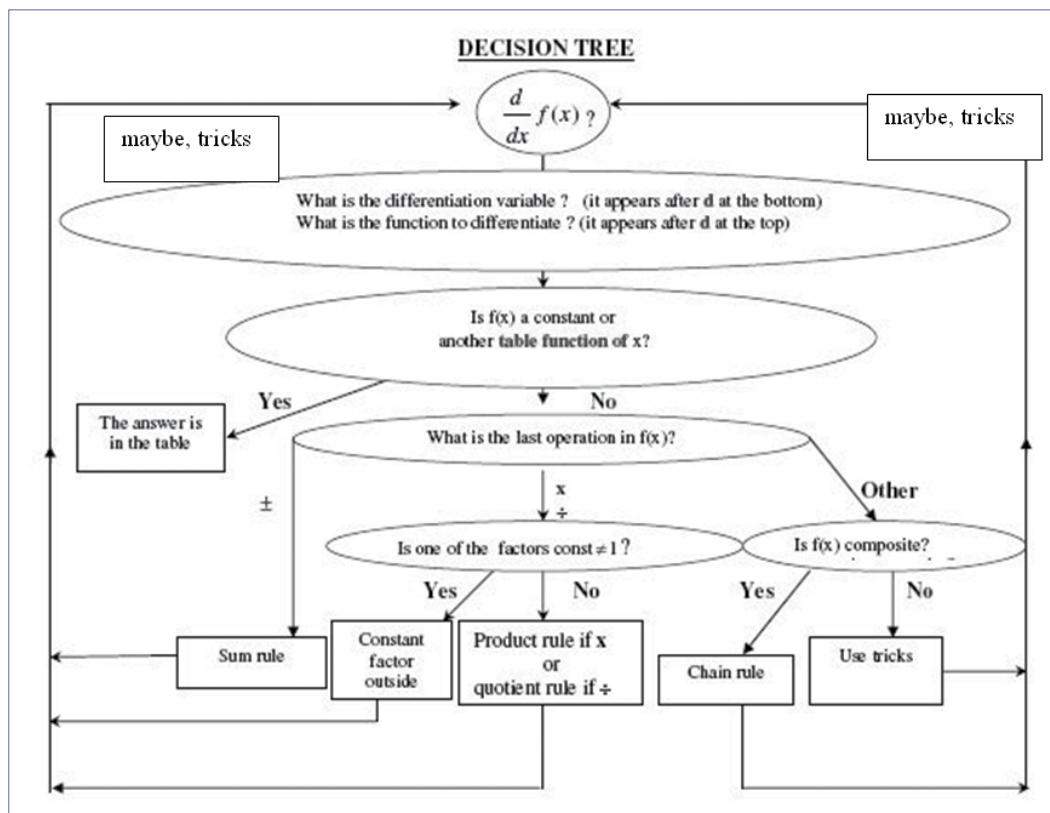 DECISION TREE
d
dx
f(x) ?
maybe, tricks
maybe, tricks
What is the differentiation variable ? (it appears after d at the bottom)
What is the function to differentiate ? (it appears after d at the top)
Is f(x) a constant or
another table function of x?
Yes
No
The answer is
in the table
What is the last operation in f(x)?
±
x
÷
Other
Is one of the factors const ≠ 1 ?
Is f(x) composite?
Yes
No
Yes
No
Sum rule
Constant
factor
outside
Product rule if x
or
quotient rule if ÷
Chain rule
Use tricks